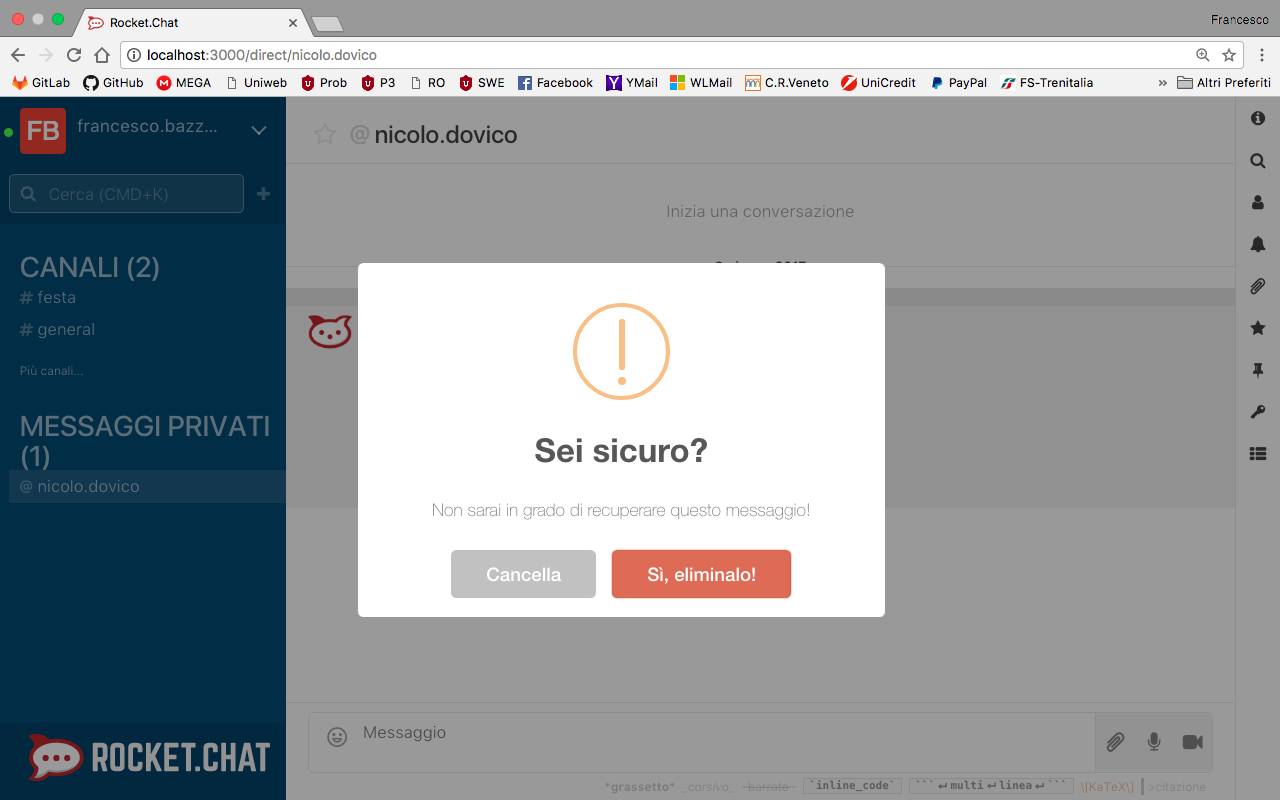 Rocket.Chat
Francesco
localhost:3000/direct/nicolo.dovico
GitLab GitHub MEGA Uniweb Prob P3 RO SWE Facebook YMail WLMail C.R.Veneto UniCredit PayPal FS-Trenitalia » Altri Preferiti
FB francesco.bazz...
@ nicolo.dovico
Cerca (CMD+K)
Inizia una conversazione
CANALI (2)
# festa
# general
Più canali...
MESSAGGI PRIVATI
(1)
@ nicolo.dovico
Sei sicuro?
Non sarai in grado di recuperare questo messaggio!
Cancella Sì, eliminalo!
Messaggio
ROCKET.CHAT
*grassetto* _corsivo_ ~barrato~ `inline_code` ```↵multi↵linea↵``` \[KaTeX\] >citazione